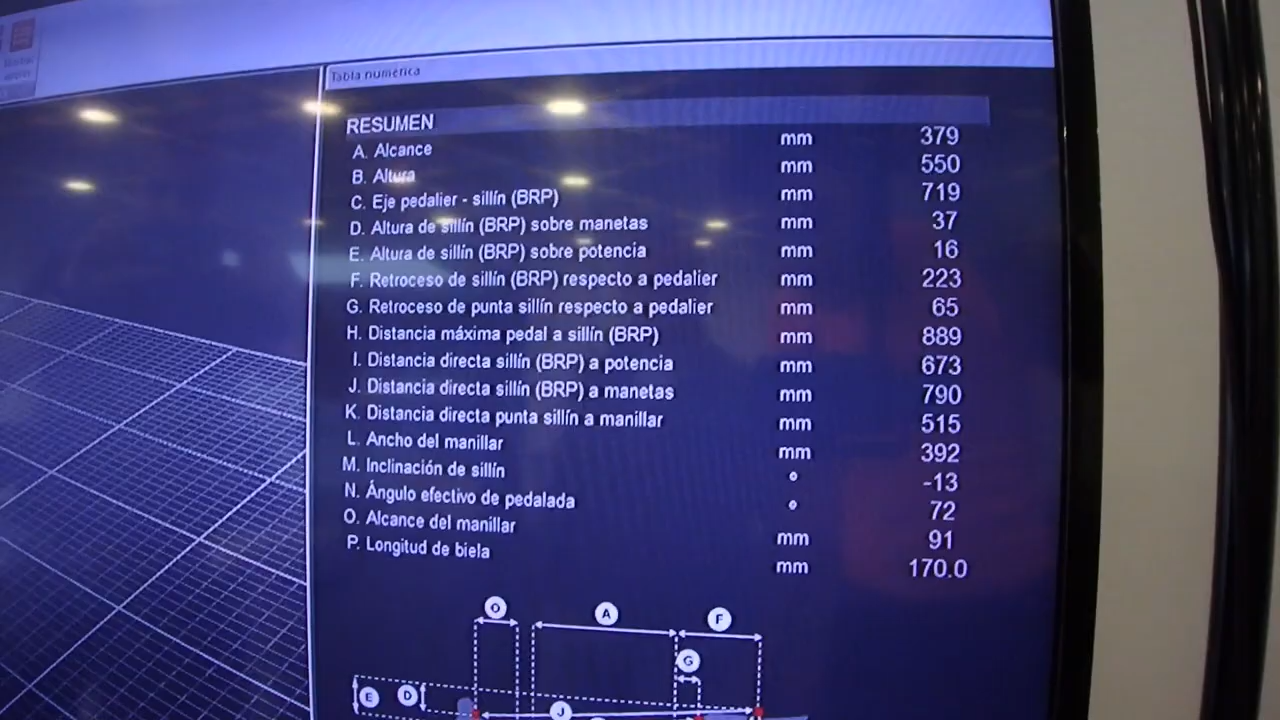 Tabla numérica
RESUMEN
A. Alcance mm 379
B. Altura mm 550
C. Eje pedalier - sillín (BRP) mm 719
D. Altura de sillín (BRP) sobre manetas mm 37
E. Altura de sillín (BRP) sobre potencia mm 16
F. Retroceso de sillín (BRP) respecto a pedalier mm 223
G. Retroceso de punta sillín respecto a pedalier mm 65
H. Distancia máxima pedal a sillín (BRP) mm 889
I. Distancia directa sillín (BRP) a potencia mm 673
J. Distancia directa sillín (BRP) a manetas mm 790
K. Distancia directa punta sillín a manillar mm 515
L. Ancho del manillar mm 392
M. Inclinación de sillín ° -13
N. Ángulo efectivo de pedalada ° 72
O. Alcance del manillar mm 91
P. Longitud de biela mm 170.0
O A F
G
E D J